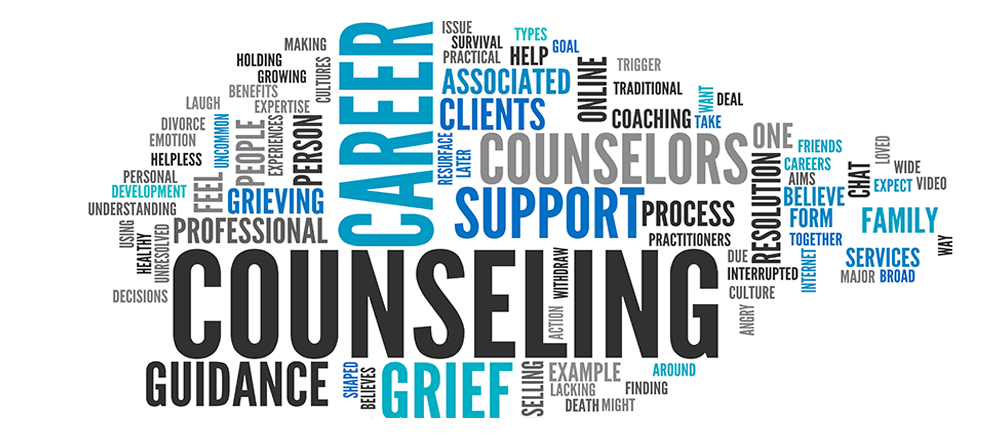 MAKING
HOLDING
GROWING
CULTURES
BENEFITS
LAUGH
EXPERTISE
DIVORCE
EMOTION
UNCOMMON
PEOPLE
EXPERIENCES
PERSON
HELPLESS
PERSONAL
DEVELOPMENT
FEEL
GRIEVING
UNDERSTANDING
PROFESSIONAL
USING
HEALTHY
UNRESOLVED
DECISIONS
CAREER
ISSUE
SURVIVAL
PRACTICAL
TYPES
HELP
GOAL
ASSOCIATED
CLIENTS
ONLINE
TRIGGER
TRADITIONAL
WANT
DEAL
COACHING
TAKE
RESURFACE
LATER
COUNSELORS
ONE
FRIENDS
CAREERS
AIMS
BELIEVE
FORM
TOGETHER
CHAT
LOVED
WIDE
EXPECT
VIDEO
SUPPORT
PROCESS
RESOLUTION
PRACTITIONERS
FAMILY
WAY
SERVICES
MAJOR
BROAD
DUE
INTERRUPTED
INTERNET
CULTURE
ANGRY
COUNSELING
WITHDRAW
ACTION
GUIDANCE
SHAPED
BELIEVES
GRIEF
SELLING
EXAMPLE
LACKING
DEATH
MIGHT
FINDING
AROUND